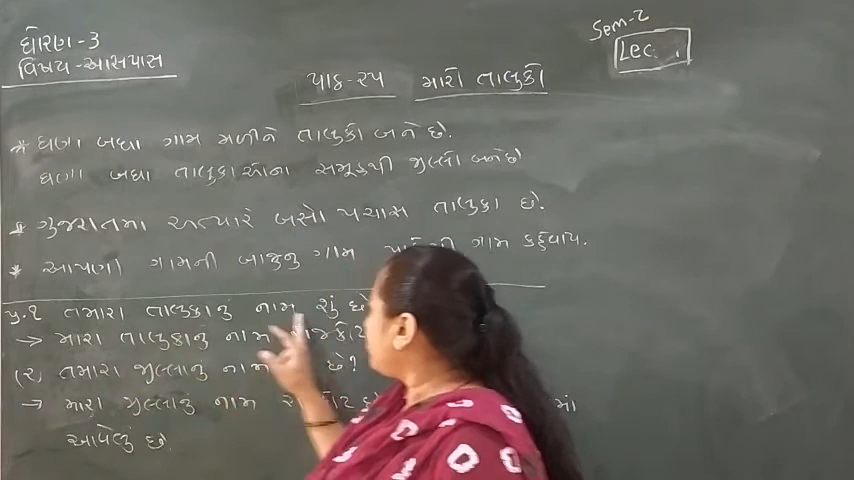 ધોરણ-3
વિષય-આસપાસ
Sem-2
Lec. 1
પાઠ-૨૫ મારો તાલુકો
* ઘણા બધા ગામ મળીને તાલુકો બને છે.
ઘણા બધા તાલુકાઓના સમૂહથી જીલ્લો બને છે
* ગુજરાતમા અત્યારે બસો પચાસ તાલુકા છે.
* આપણા ગામની બાજુનુ ગામ ગામ કહેવાય.
પ્ર.૧ તમારા તાલુકાનું નામ શું છે
→ મારા તાલુકાનું નામ
(૨) તમારા જીલ્લાનું નામ છે?
→ મારા જીલ્લાનુ નામ
આવેલું છે.